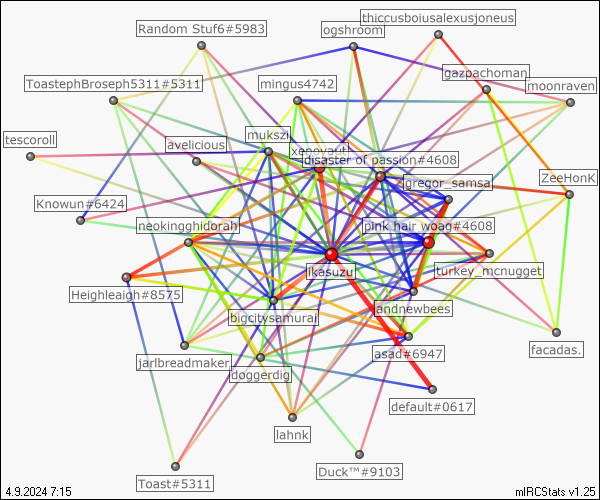 thiccusboiusalexusjoneus
Random Stuf6#5983
ogshroom
gazpachoman
ToastephBroseph5311#5311
mingus4742
moonraven
mukszi
tescoroll
avelicious
xenovaut
disaster of passion#4608
ZeeHonK
gregor_samsa
Knowun#6424
neokingghidorah
pink hair woag#4608
ikasuzu
turkey_mcnugget
Heighleaigh#8575
bigcitysamurai
andnewbees
jarlbreadmaker
asad#6947
facadas.
doggerdig
default#0617
lahnk
Duck™#9103
Toast#5311
4.9.2024 7:15
mIRCStats v1.25